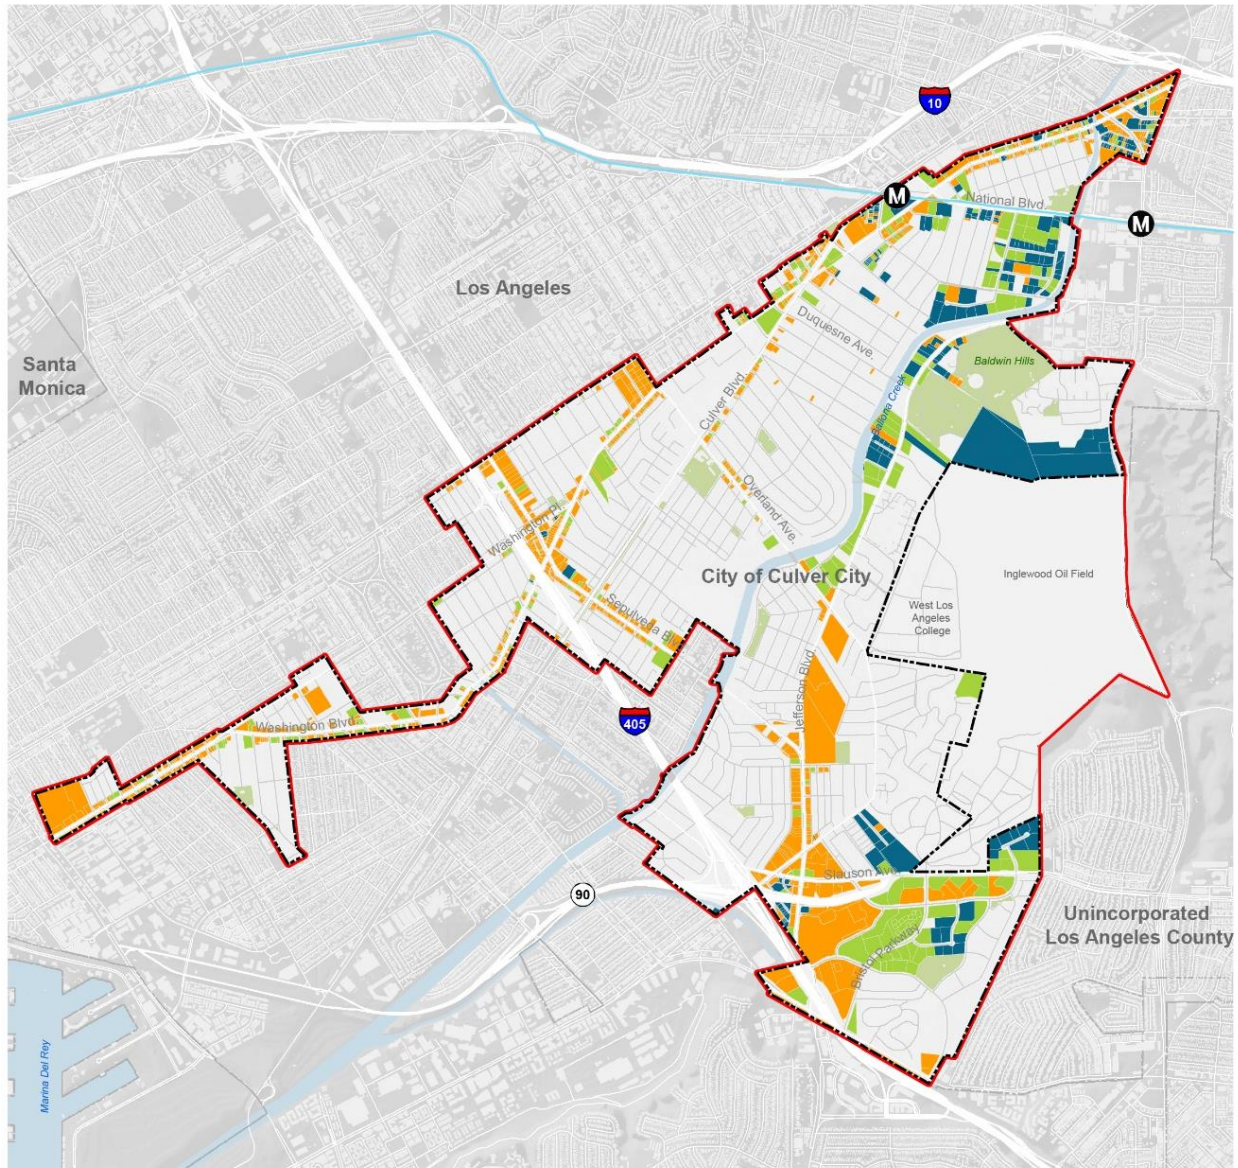 10
M
National Blvd.
M
Los Angeles
Santa
Monica
Duquesne Ave.
Baldwin Hills
Culver Blvd.
Ballona Creek
Overland Ave.
Washington Pl.
City of Culver City
Inglewood Oil Field
West Los
Angeles
College
Sepulveda Bl
Jefferson Blvd.
405
Washington Blvd.
Slauson Ave.
90
Unincorporated
Los Angeles County
Bristol Parkway
Marina Del Rey